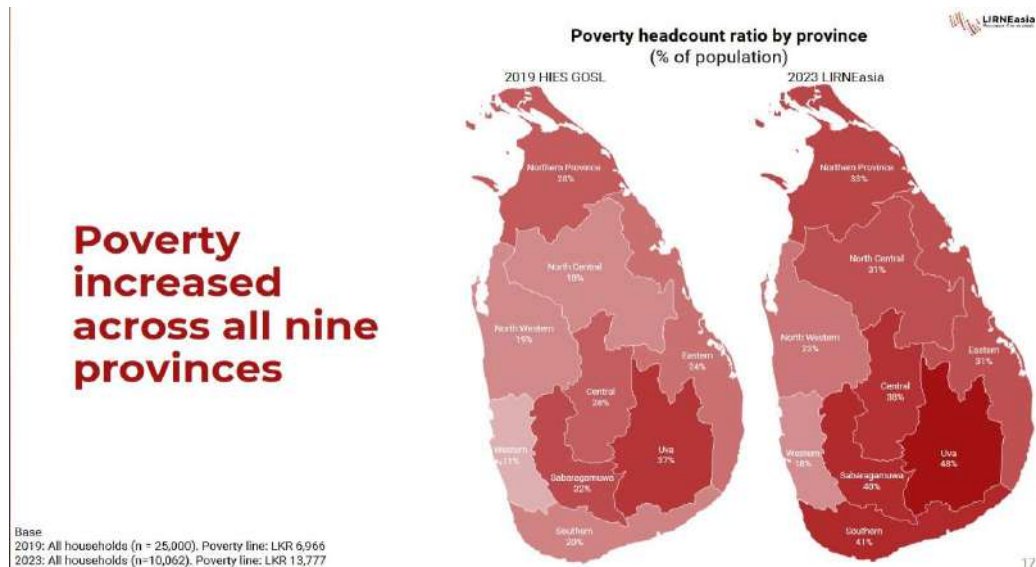 LIRNEasia
Poverty headcount ratio by province
(% of population)
2019 HIES GOSL
2023 LIRNEasia
Poverty
increased
across all nine
provinces
Northern Province
North Central
North Western
19%
Eastern
24%
Central
Western
11%
Uva
37%
Sabaragamuwa
Southern
20%
Northern Province
33%
North Central
31%
North Western
23%
Eastern
31%
Central
38%
Western
18%
Uva
48%
Sabaragamuwa
40%
Southern
41%
Base
2019: All households (n = 25,000). Poverty line: LKR 6,966
2023: All households (n=10,062). Poverty line: LKR 13,777
17